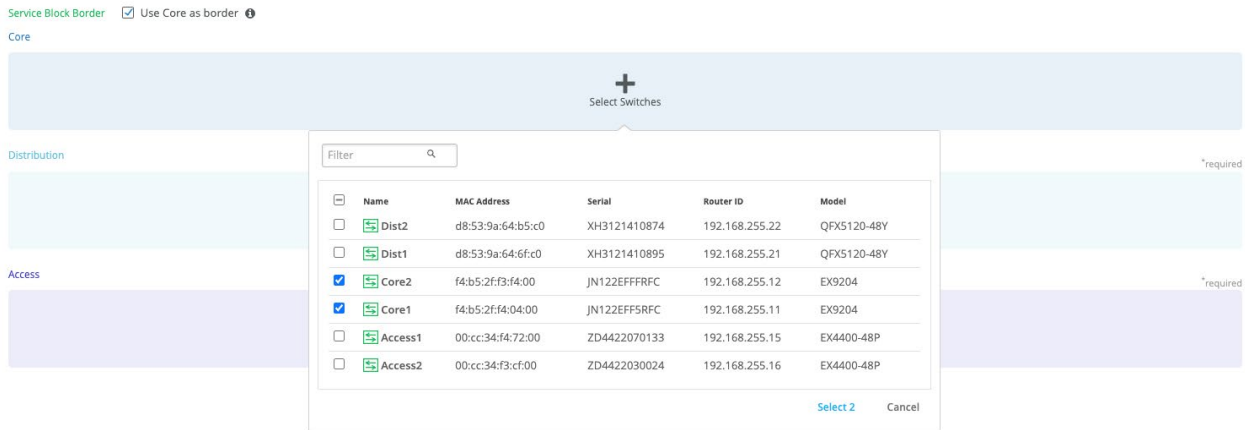 Service Block Border Use Core as border
Core
Select Switches
Distribution
*required
Filter
Name MAC Address Serial Router ID Model
Dist2 d8:53:9a:64:b5:c0 XH3121410874 192.168.255.22 QFX5120-48Y
Dist1 d8:53:9a:64:6f:c0 XH3121410895 192.168.255.21 QFX5120-48Y
Access
*required
Core2 f4:b5:2f:f3:f4:00 JN122EFFFRFC 192.168.255.12 EX9204
Core1 f4:b5:2f:f4:04:00 JN122EFF5RFC 192.168.255.11 EX9204
Access1 00:cc:34:f4:72:00 ZD4422070133 192.168.255.15 EX4400-48P
Access2 00:cc:34:f3:cf:00 ZD4422030024 192.168.255.16 EX4400-48P
Select 2 Cancel